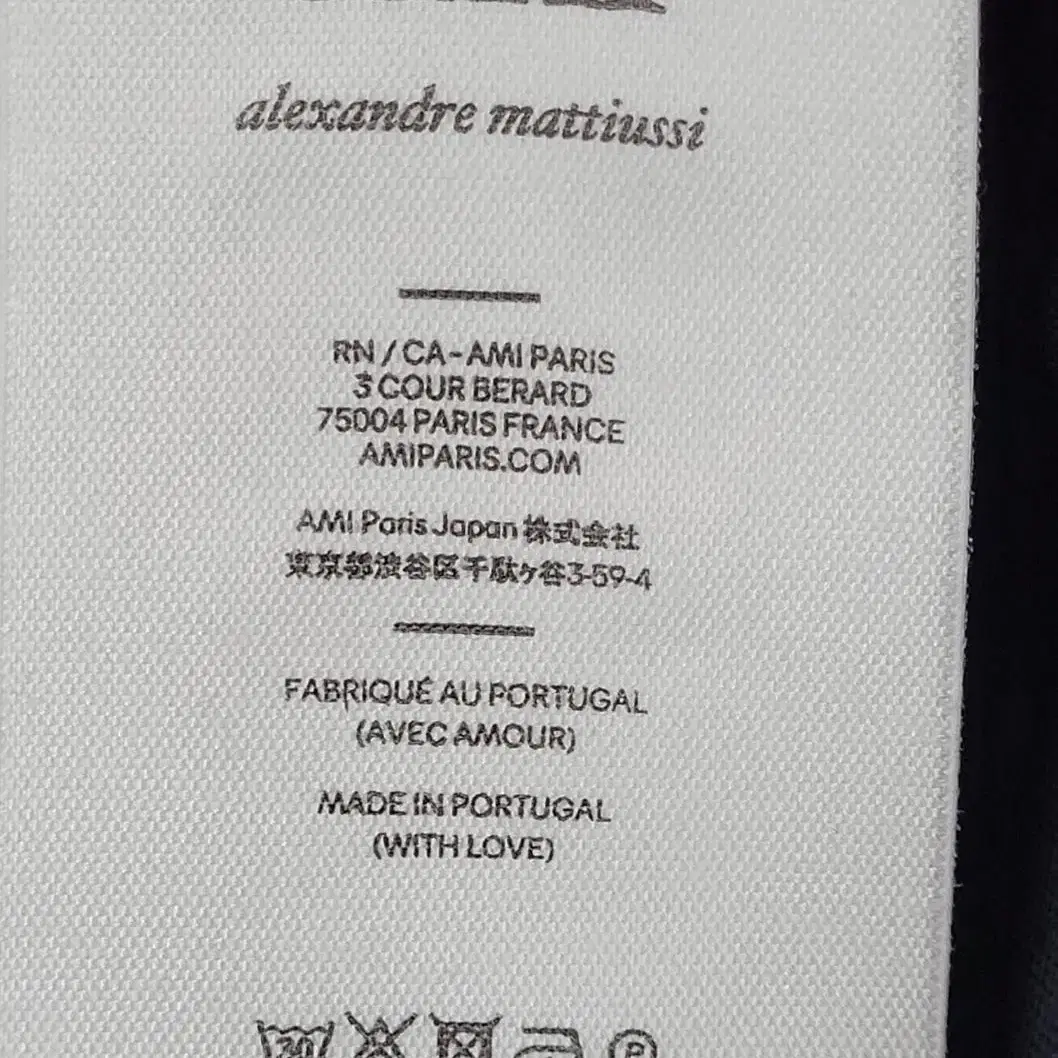 alexandre mattiussi
RN / CA - AMI PARIS
3 COUR BERARD
75004 PARIS FRANCE
AMIPARIS.COM
AMI Paris Japan 株式会社
東京都渋谷区千駄ヶ谷3-59-4
FABRIQUÉ AU PORTUGAL
(AVEC AMOUR)
MADE IN PORTUGAL
(WITH LOVE)
30 P